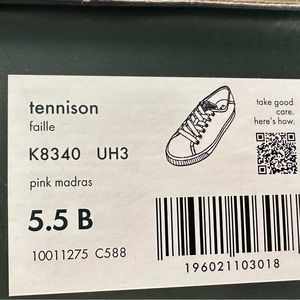 tennison
faille
K8340 UH3
pink madras
5.5 B
10011275 C588
take good
care.
here's how.
196021103018